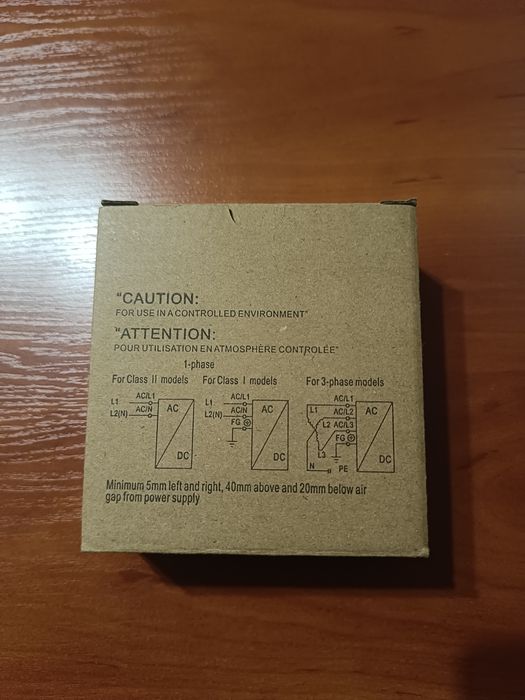 "CAUTION:
FOR USE IN A CONTROLLED ENVIRONMENT"
"ATTENTION:
POUR UTILISATION EN ATMOSPHÈRE CONTROLÉE"
1-phase
For Class II models For Class I models For 3-phase models
L1 AC/L1
L2(N) AC/N
AC
DC
L1 AC/L1
L2(N) AC/N
FG
AC
DC
AC/L1
L1 AC/L2
L2 AC/L3
FG
L3
N PE
AC
DC
Minimum 5mm left and right, 40mm above and 20mm below air
gap from power supply